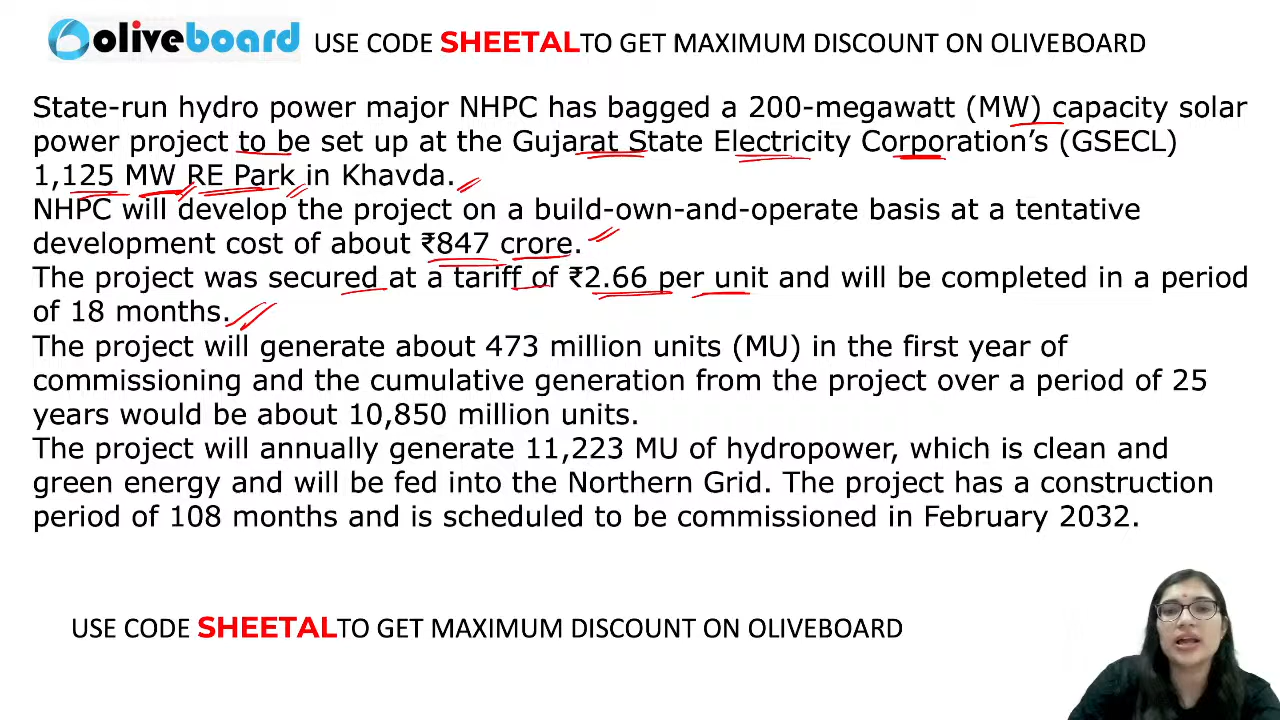 oliveboard USE CODE SHEETAL TO GET MAXIMUM DISCOUNT ON OLIVEBOARD
State-run hydro power major NHPC has bagged a 200-megawatt (MW) capacity solar
power project to be set up at the Gujarat State Electricity Corporation’s (GSECL)
1,125 MW RE Park in Khavda.
NHPC will develop the project on a build-own-and-operate basis at a tentative
development cost of about ₹847 crore.
The project was secured at a tariff of ₹2.66 per unit and will be completed in a period
of 18 months.
The project will generate about 473 million units (MU) in the first year of
commissioning and the cumulative generation from the project over a period of 25
years would be about 10,850 million units.
The project will annually generate 11,223 MU of hydropower, which is clean and
green energy and will be fed into the Northern Grid. The project has a construction
period of 108 months and is scheduled to be commissioned in February 2032.
USE CODE SHEETAL TO GET MAXIMUM DISCOUNT ON OLIVEBOARD